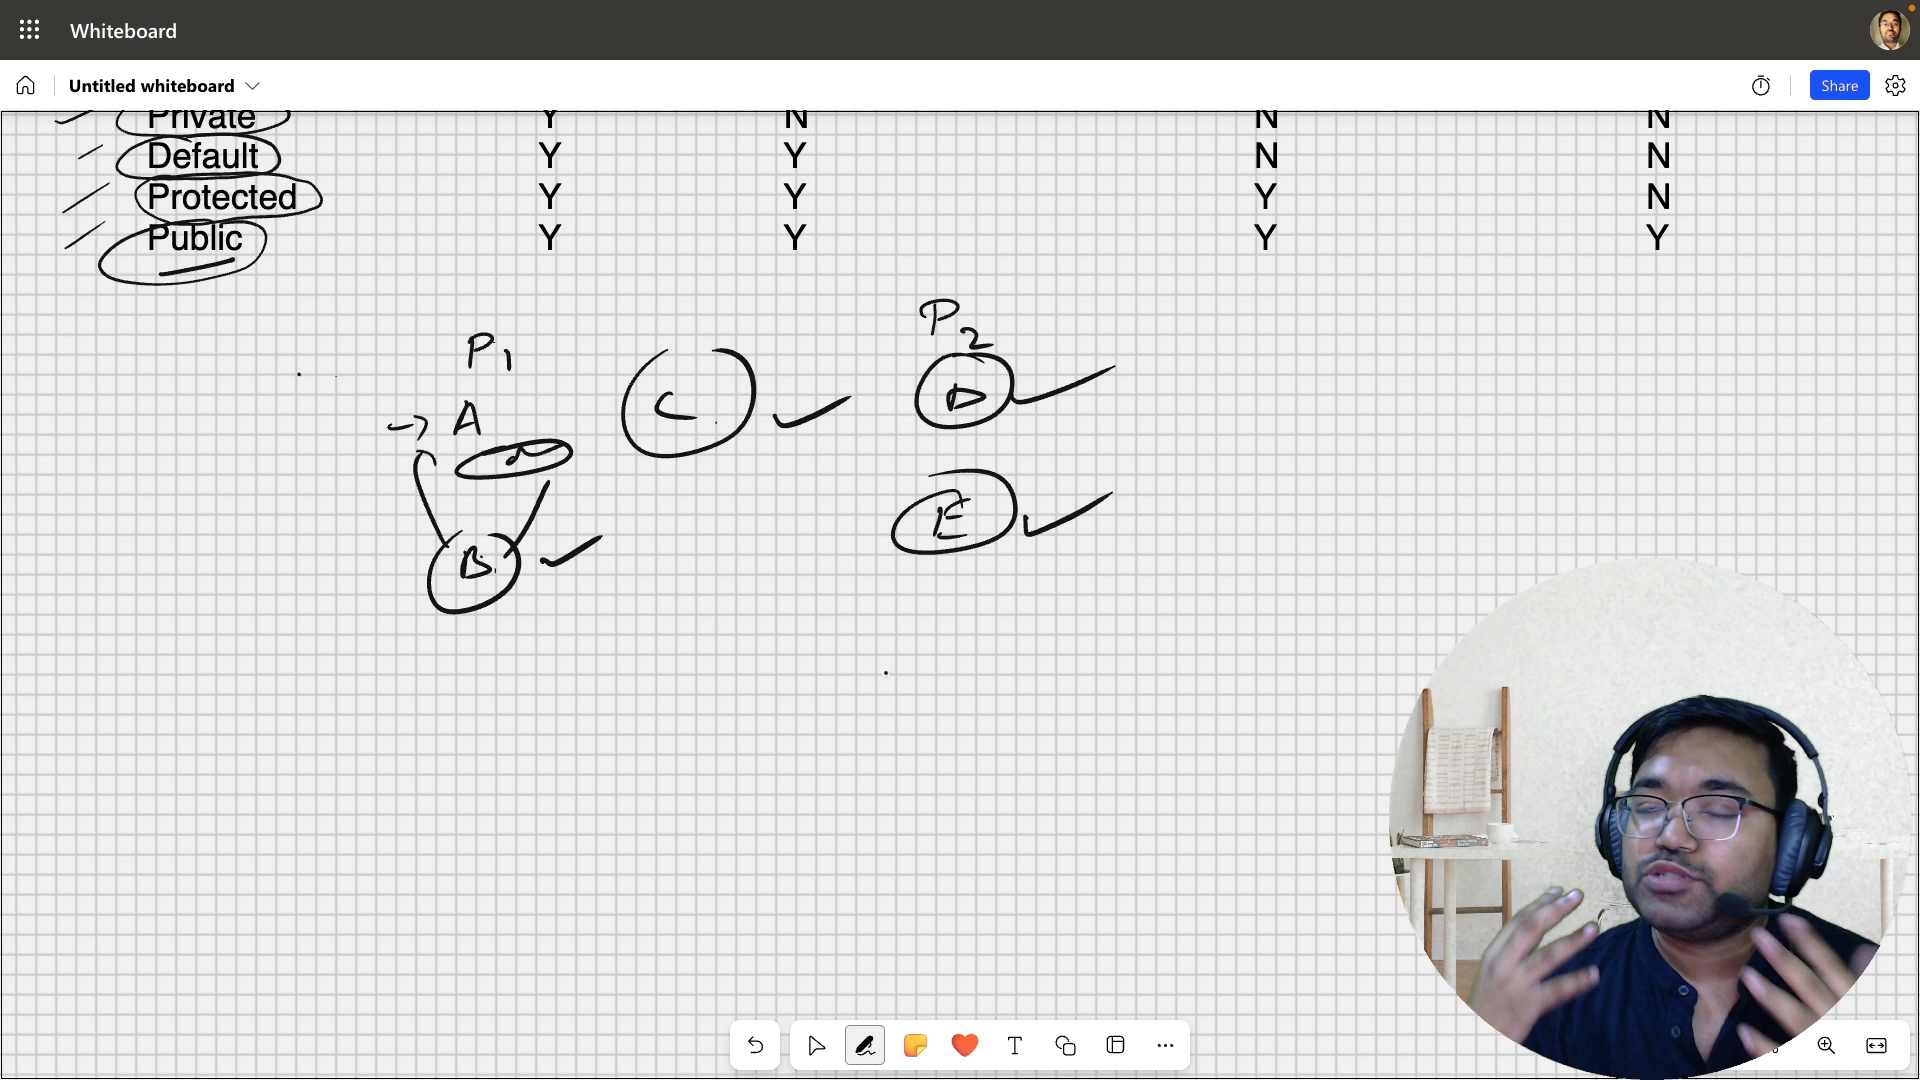 Whiteboard
Untitled whiteboard
Share
Private Y N N N
Default Y Y N N
Protected Y Y Y N
Public Y Y Y Y
P1
P2
A
C
D
B
E
T